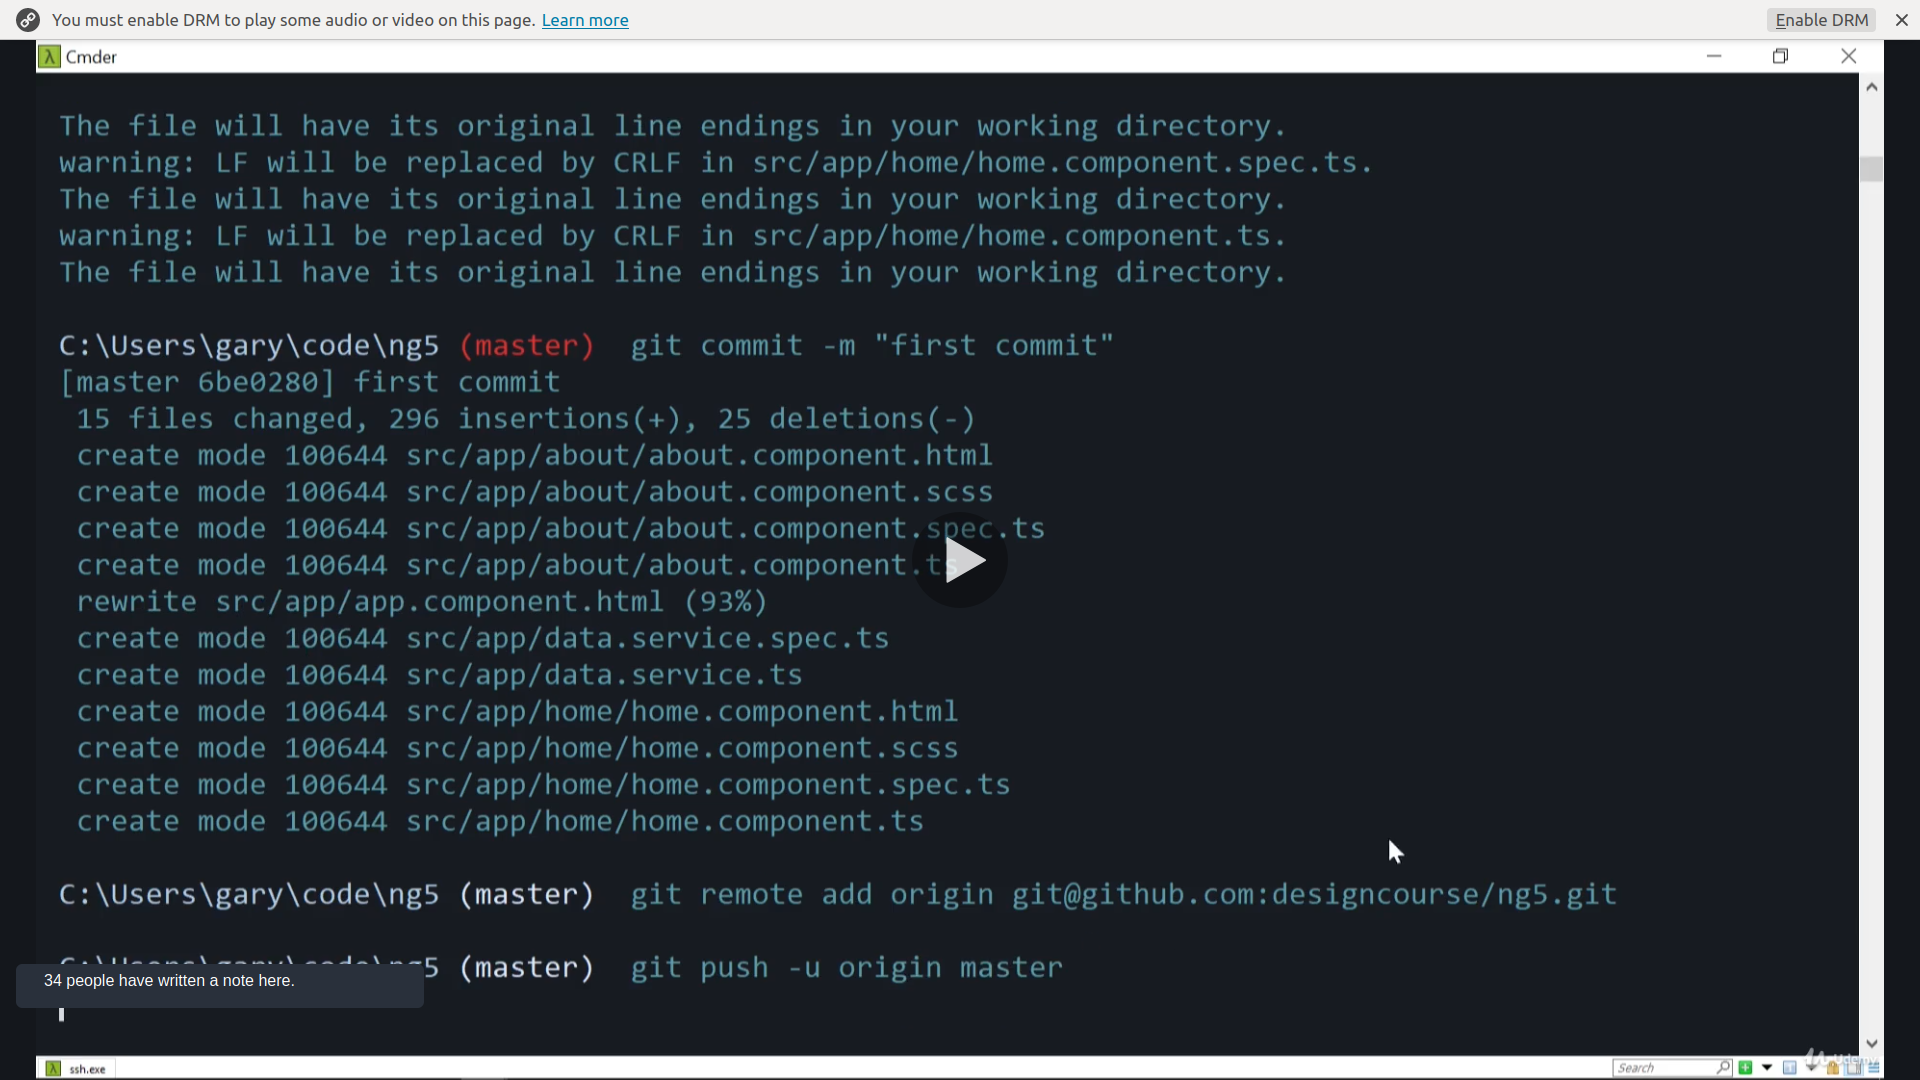 You must enable DRM to play some audio or video on this page. Learn more
Enable DRM
Cmder
The file will have its original line endings in your working directory.
warning: LF will be replaced by CRLF in src/app/home/home.component.spec.ts.
The file will have its original line endings in your working directory.
warning: LF will be replaced by CRLF in src/app/home/home.component.ts.
The file will have its original line endings in your working directory.
C:\Users\gary\code\ng5 (master) git commit -m "first commit"
[master 6be0280] first commit
15 files changed, 296 insertions(+), 25 deletions(-)
create mode 100644 src/app/about/about.component.html
create mode 100644 src/app/about/about.component.scss
create mode 100644 src/app/about/about.component.spec.ts
create mode 100644 src/app/about/about.component.ts
rewrite src/app/app.component.html (93%)
create mode 100644 src/app/data.service.spec.ts
create mode 100644 src/app/data.service.ts
create mode 100644 src/app/home/home.component.html
create mode 100644 src/app/home/home.component.scss
create mode 100644 src/app/home/home.component.spec.ts
create mode 100644 src/app/home/home.component.ts
C:\Users\gary\code\ng5 (master) git remote add origin git@github.com:designcourse/ng5.git
C:\Users\gary\code\ng5 (master) git push -u origin master
34 people have written a note here.
ssh.exe
Search
Udemy